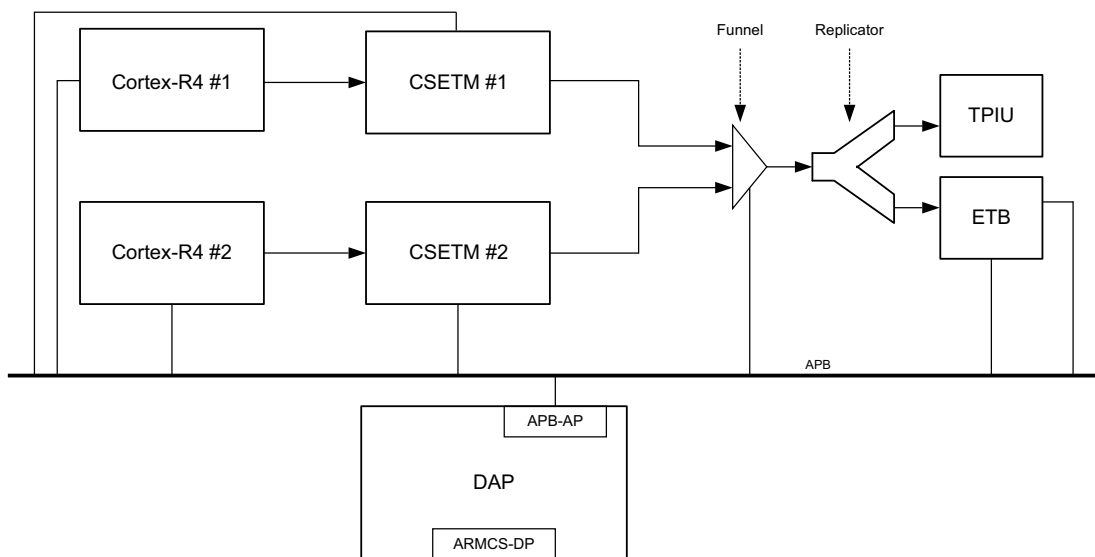 Funnel
Replicator
Cortex-R4 #1
CSETM #1
TPIU
ETB
Cortex-R4 #2
CSETM #2
APB
APB-AP
DAP
ARMCS-DP